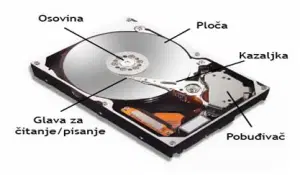 Osovina
Ploča
Kazaljka
Glava za
čitanje/pisanje
Pobuđivač